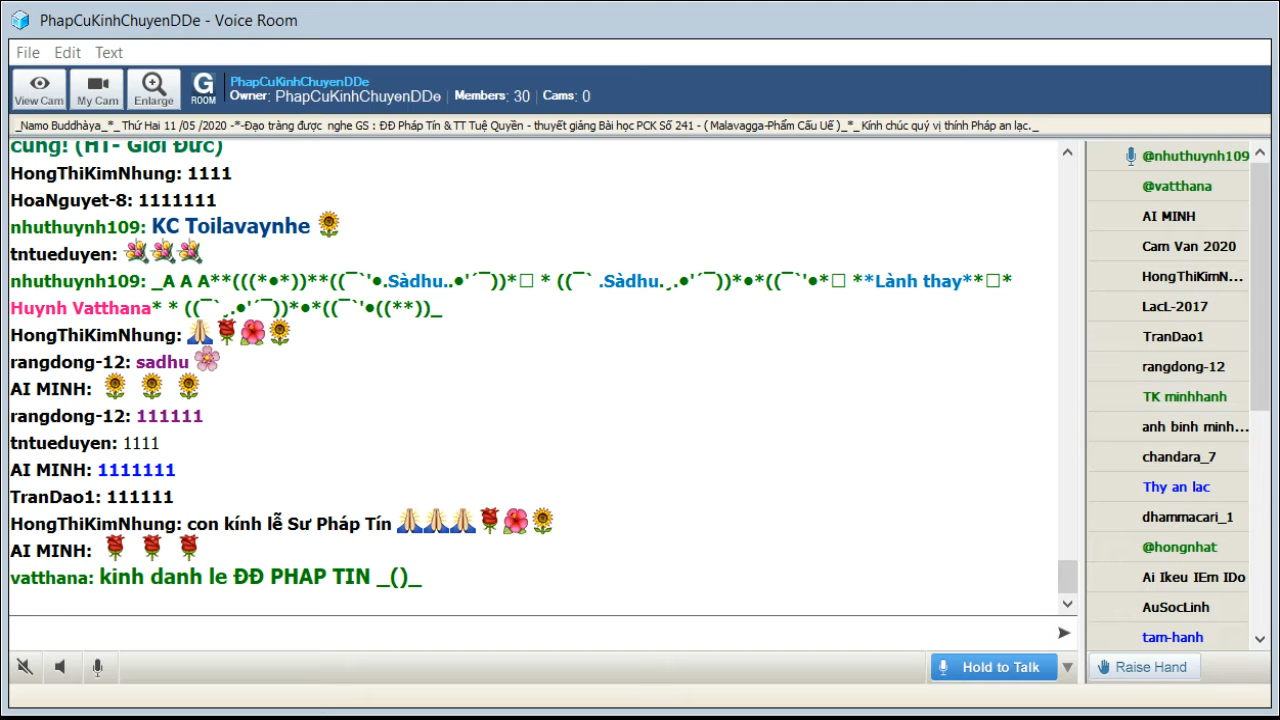 PhapCuKinhChuyenDDe - Voice Room
File Edit Text
View Cam
My Cam
Enlarge
G ROOM
PhapCuKinhChuyenDDe
Owner: PhapCuKinhChuyenDDe Members: 30 Cams: 0
_Namo Buddhàya_*_ Thứ Hai 11 /05 /2020 -*-Đạo tràng được nghe GS : ĐĐ Pháp Tín & TT Tuệ Quyền - thuyết giảng Bài học PCK Số 241 - ( Malavagga-Phẩm Cấu Uế )_*_ Kính chúc quý vị thính Pháp an lạc._
cùng! (HT- Giới Đức)
HongThiKimNhung: 1111
HoaNguyet-8: 1111111
nhuthuynh109: KC Toilavaynhe 🌻
tntueduyen: 💐💐💐
nhuthuynh109: _A A A**(((*•*))**((¯`'•.Sàdhu..•'´¯))*□ * ((¯` .Sàdhu.¸.•'´¯))*•*((¯`'•*□ **Lành thay**□*
Huynh Vatthana* * ((¯`¸.•'´¯))*•*((¯`'•((**))_
HongThiKimNhung: 🙏🌹🌺🌻
rangdong-12: sadhu 🌸
AI MINH: 🌻 🌻 🌻
rangdong-12: 111111
tntueduyen: 1111
AI MINH: 1111111
TranDao1: 111111
HongThiKimNhung: con kính lễ Sư Pháp Tín 🙏🙏🙏🌹🌺🌻
AI MINH: 🌹 🌹 🌹
vatthana: kinh danh le ĐĐ PHAP TIN _()_
@nhuthuynh109
@vatthana
AI MINH
Cam Van 2020
HongThiKimN...
LacL-2017
TranDao1
rangdong-12
TK minhhanh
anh binh minh...
chandara_7
Thy an lac
dhammacari_1
@hongnhat
Ai Ikeu IEm IDo
AuSocLinh
tam-hanh
Hold to Talk
Raise Hand